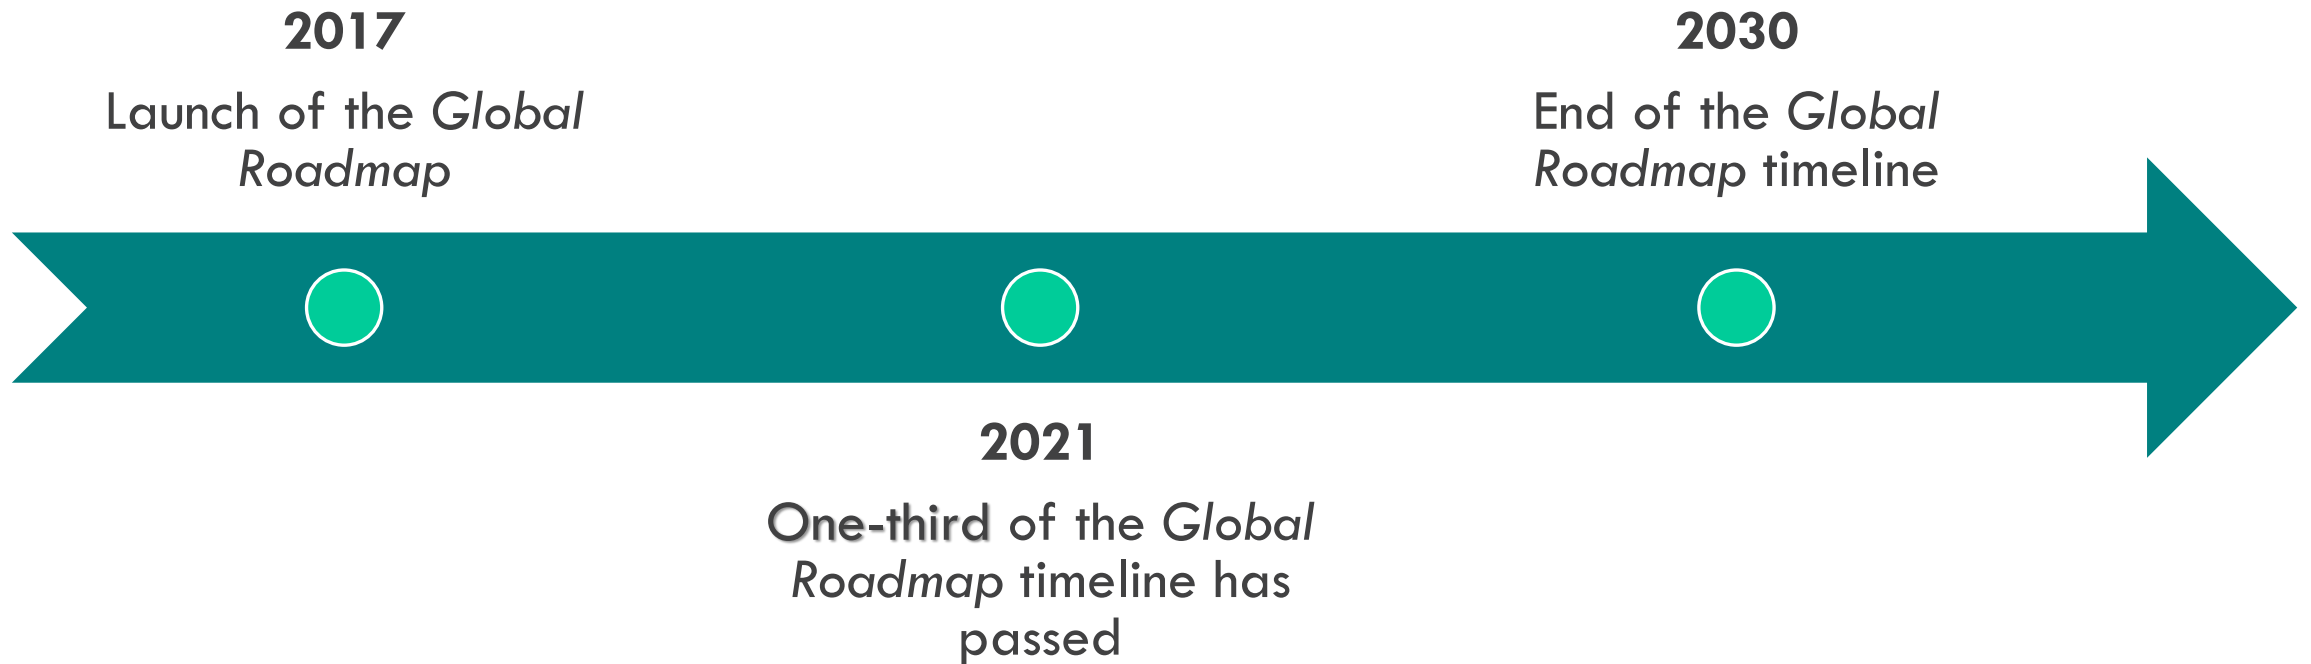 2017
Launch of the Global
Roadmap
2021
One-third of the Global
Roadmap timeline has
passed
2030
End of the Global
Roadmap timeline